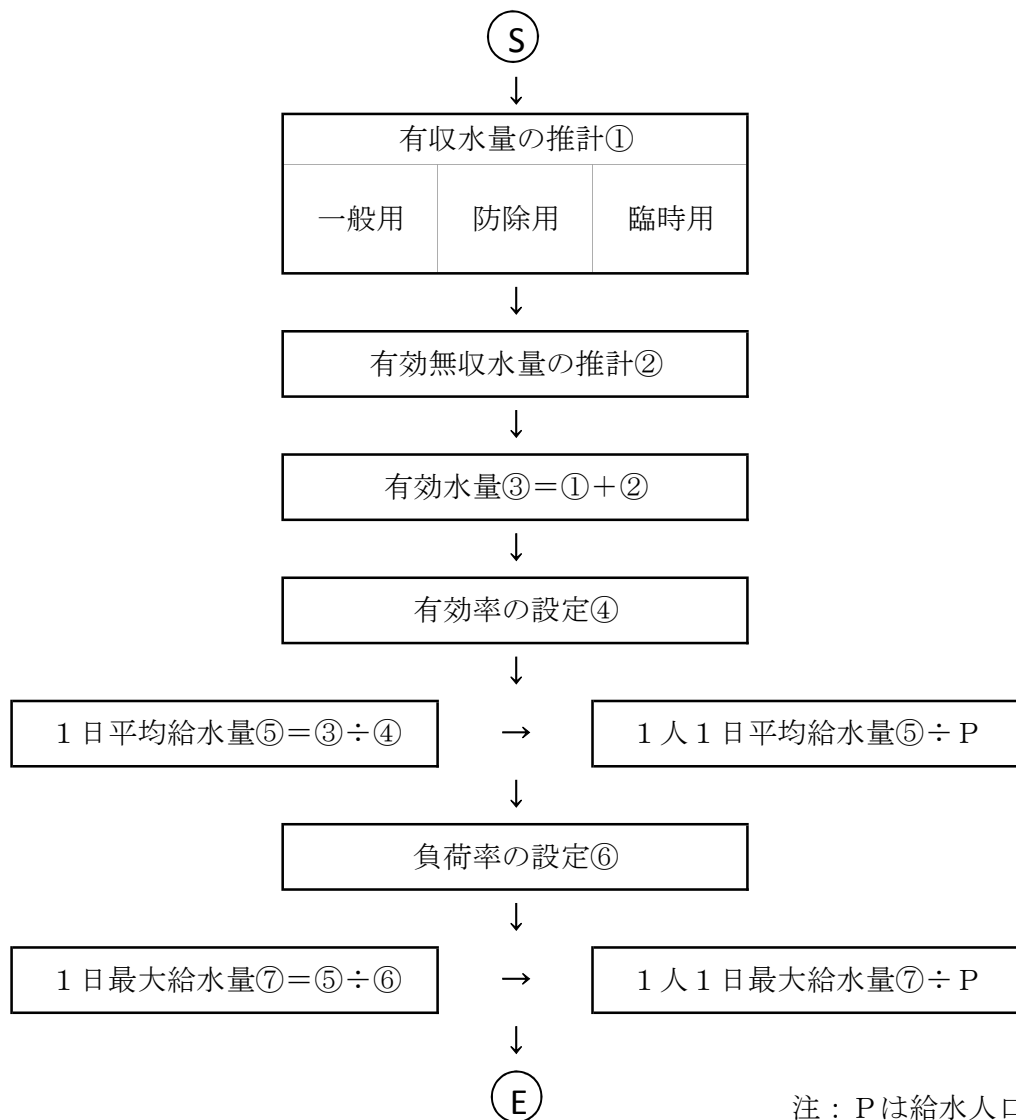 S
↓
有収水量の推計①
一般用 防除用 臨時用
↓
有効無収水量の推計②
↓
有効水量③＝①＋②
↓
有効率の設定④
↓
１日平均給水量⑤＝③÷④ → １人１日平均給水量⑤÷Ｐ
↓
負荷率の設定⑥
↓
１日最大給水量⑦＝⑤÷⑥ → １人１日最大給水量⑦÷Ｐ
↓
E
注：Ｐは給水人口